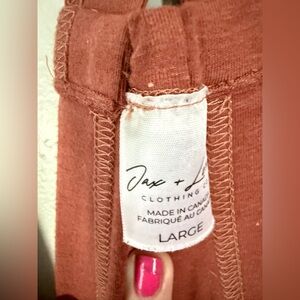 Jax +
CLOTHING
MADE IN
FABRIQUÉ AU
LARGE